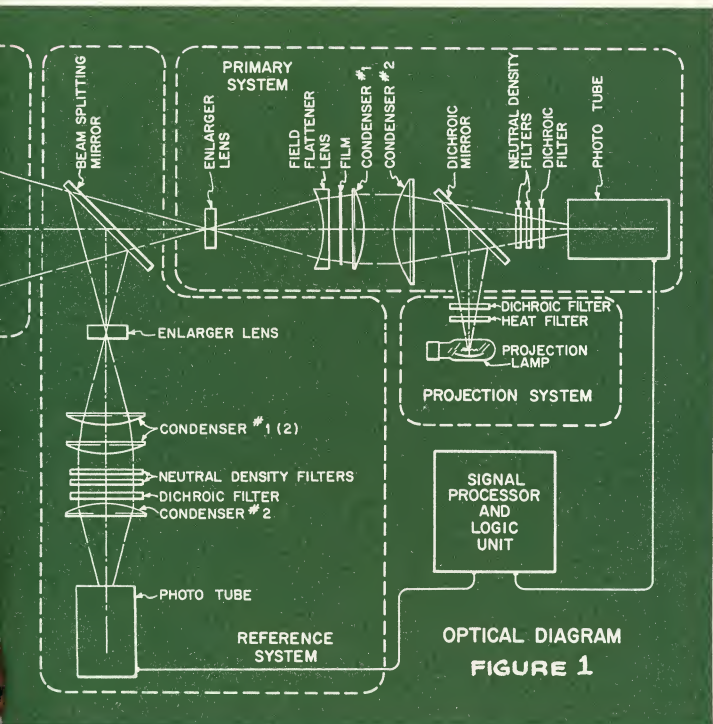 BEAM SPLITTING
MIRROR
PRIMARY
SYSTEM
ENLARGER
LENS
FIELD
FLATTENER
LENS
FILM
CONDENSER #1
CONDENSER #2
DICHROIC
MIRROR
NEUTRAL DENSITY
FILTERS
DICHROIC
FILTER
PHOTO TUBE
DICHROIC FILTER
HEAT FILTER
PROJECTION
LAMP
PROJECTION SYSTEM
ENLARGER LENS
CONDENSER #1 (2)
NEUTRAL DENSITY FILTERS
DICHROIC FILTER
CONDENSER #2
PHOTO TUBE
REFERENCE
SYSTEM
SIGNAL
PROCESSOR
AND
LOGIC
UNIT
OPTICAL DIAGRAM
FIGURE 1